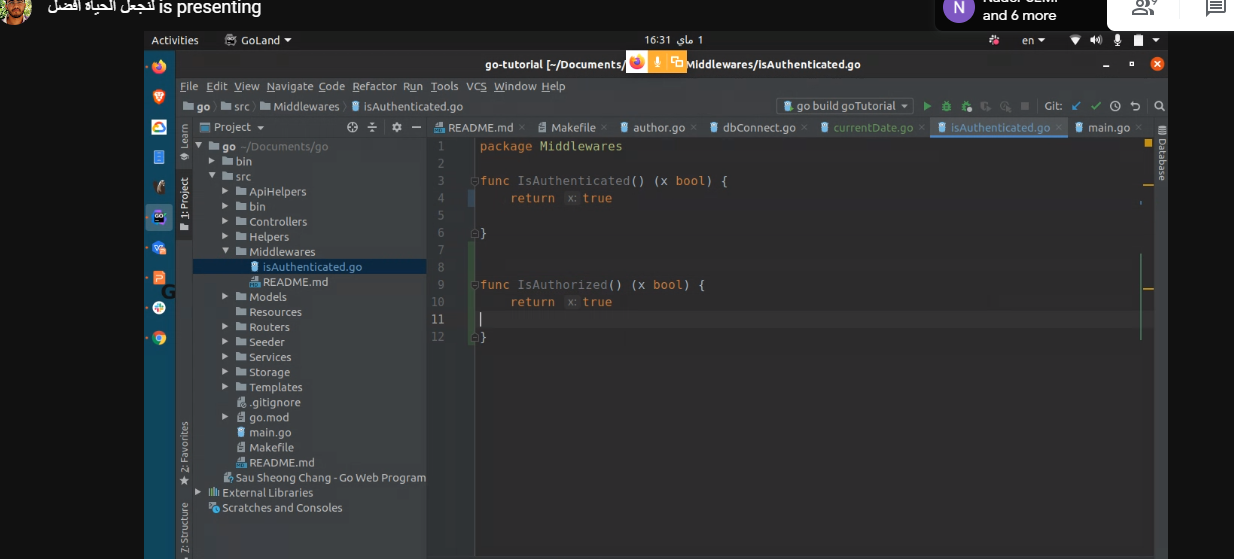 لنجعل الحياة أفضل is presenting
N
and 6 more
9
Activities
GoLand
16:31 ماي 1
en
go-tutorial [~/Documents/
Middlewares/isAuthenticated.go
File Edit View Navigate Code Refactor Run Tools VCS Window Help
go src Middlewares isAuthenticated.go
go build goTutorial
Git:
Project
README.md
Makefile
author.go
dbConnect.go
currentDate.go
isAuthenticated.go
main.go
Learn
1: Project
2: Favorites
Z: Structure
Database
go ~/Documents/go
bin
src
ApiHelpers
bin
Controllers
Helpers
Middlewares
isAuthenticated.go
README.md
Models
Resources
Routers
Seeder
Services
Storage
Templates
.gitignore
go.mod
main.go
Makefile
README.md
Sau Sheong Chang - Go Web Program
External Libraries
Scratches and Consoles
1 package Middlewares
2
3 func IsAuthenticated() (x bool) {
4 return x: true
5
6 }
7
8
9 func IsAuthorized() (x bool) {
10 return x: true
11
12 }